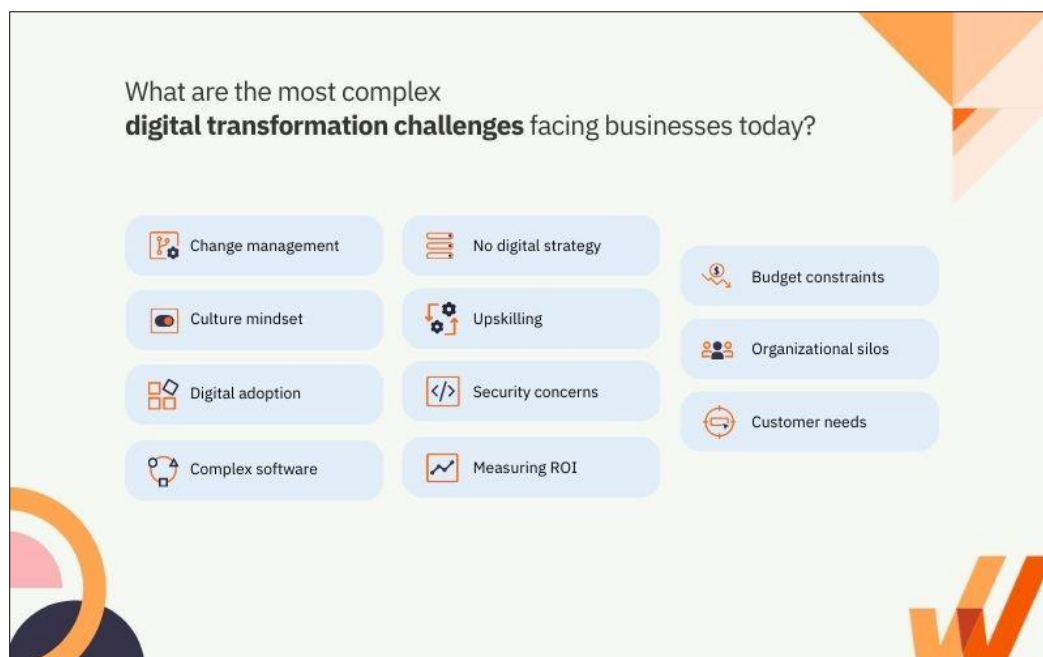 What are the most complex
digital transformation challenges facing businesses today?
Change management
Culture mindset
Digital adoption
Complex software
No digital strategy
Upskilling
Security concerns
Measuring ROI
Budget constraints
Organizational silos
Customer needs